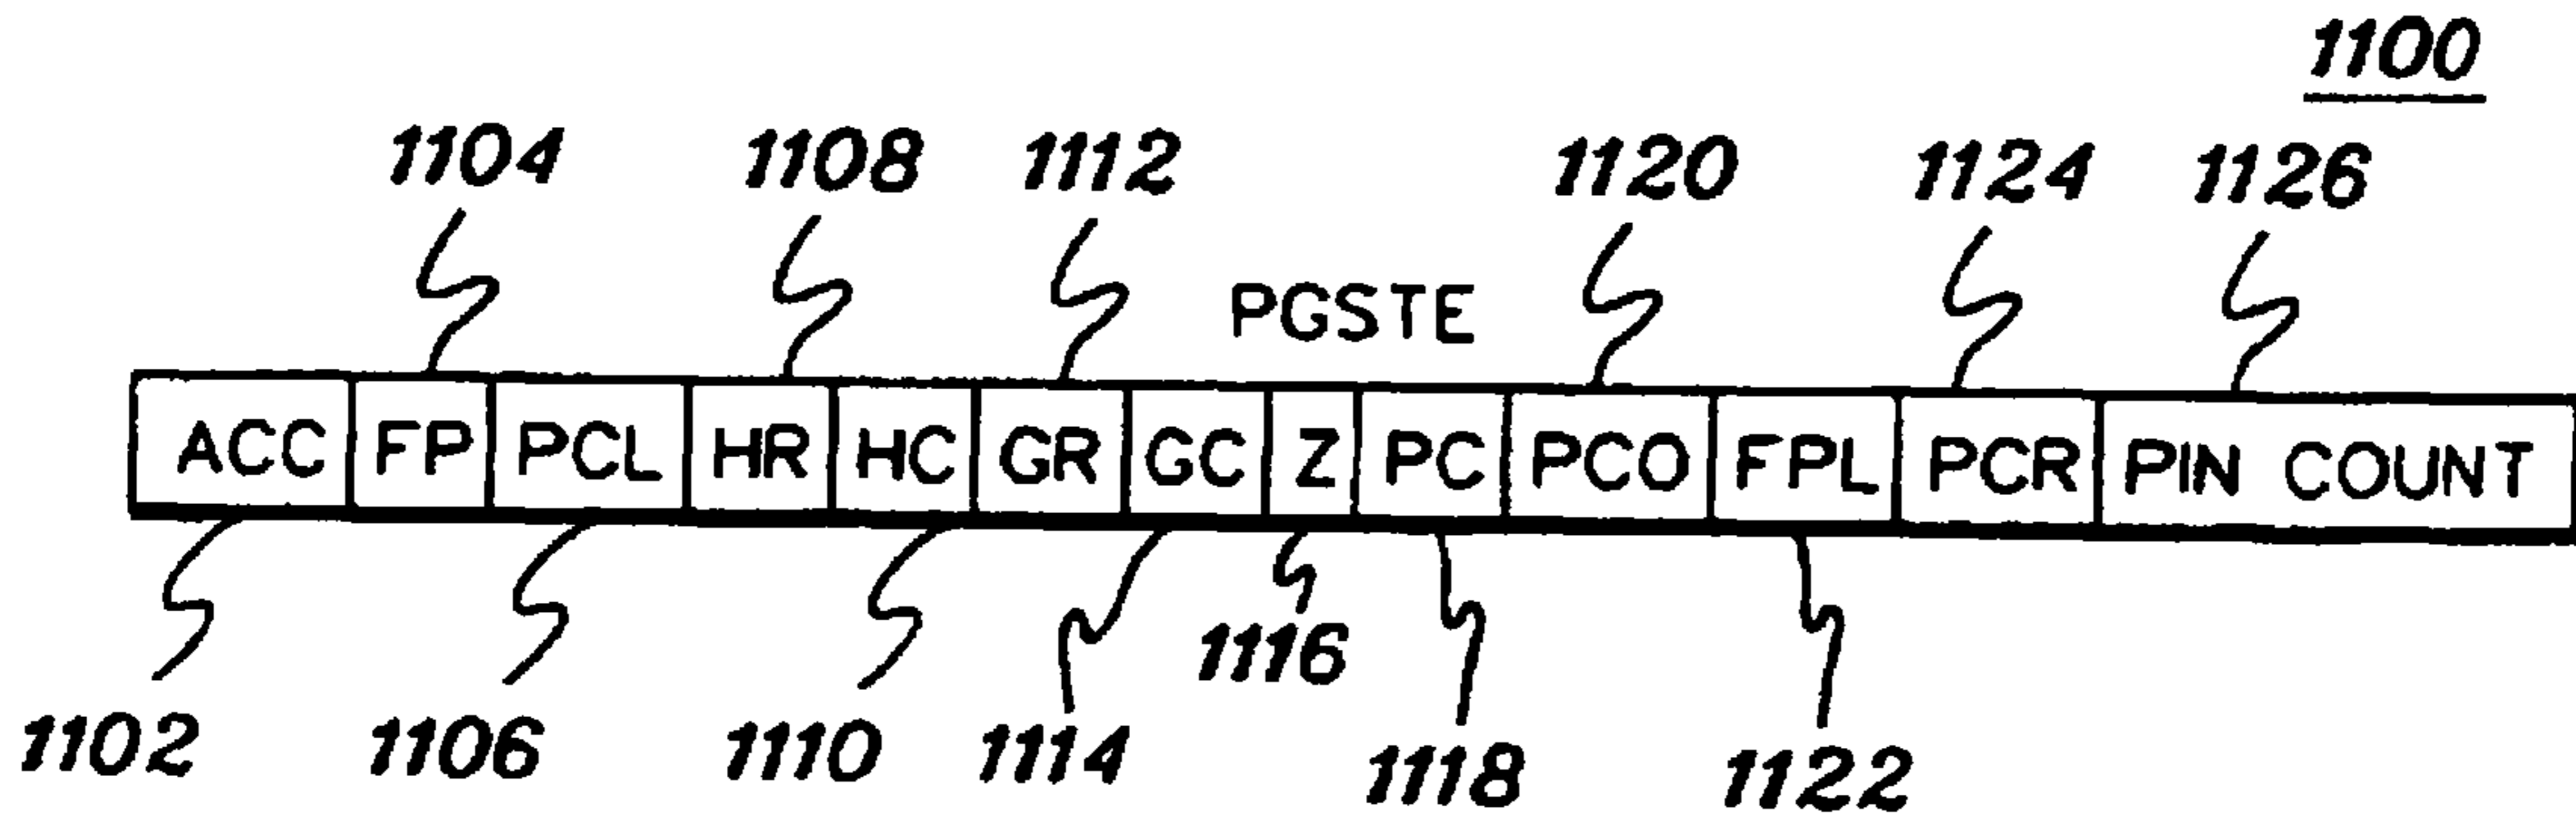 1100
1104 1108 1112 1120 1124 1126
PGSTE
ACC FP PCL HR HC GR GC Z PC PCO FPL PCR PIN COUNT
1116
1102 1106 1110 1114 1118 1122